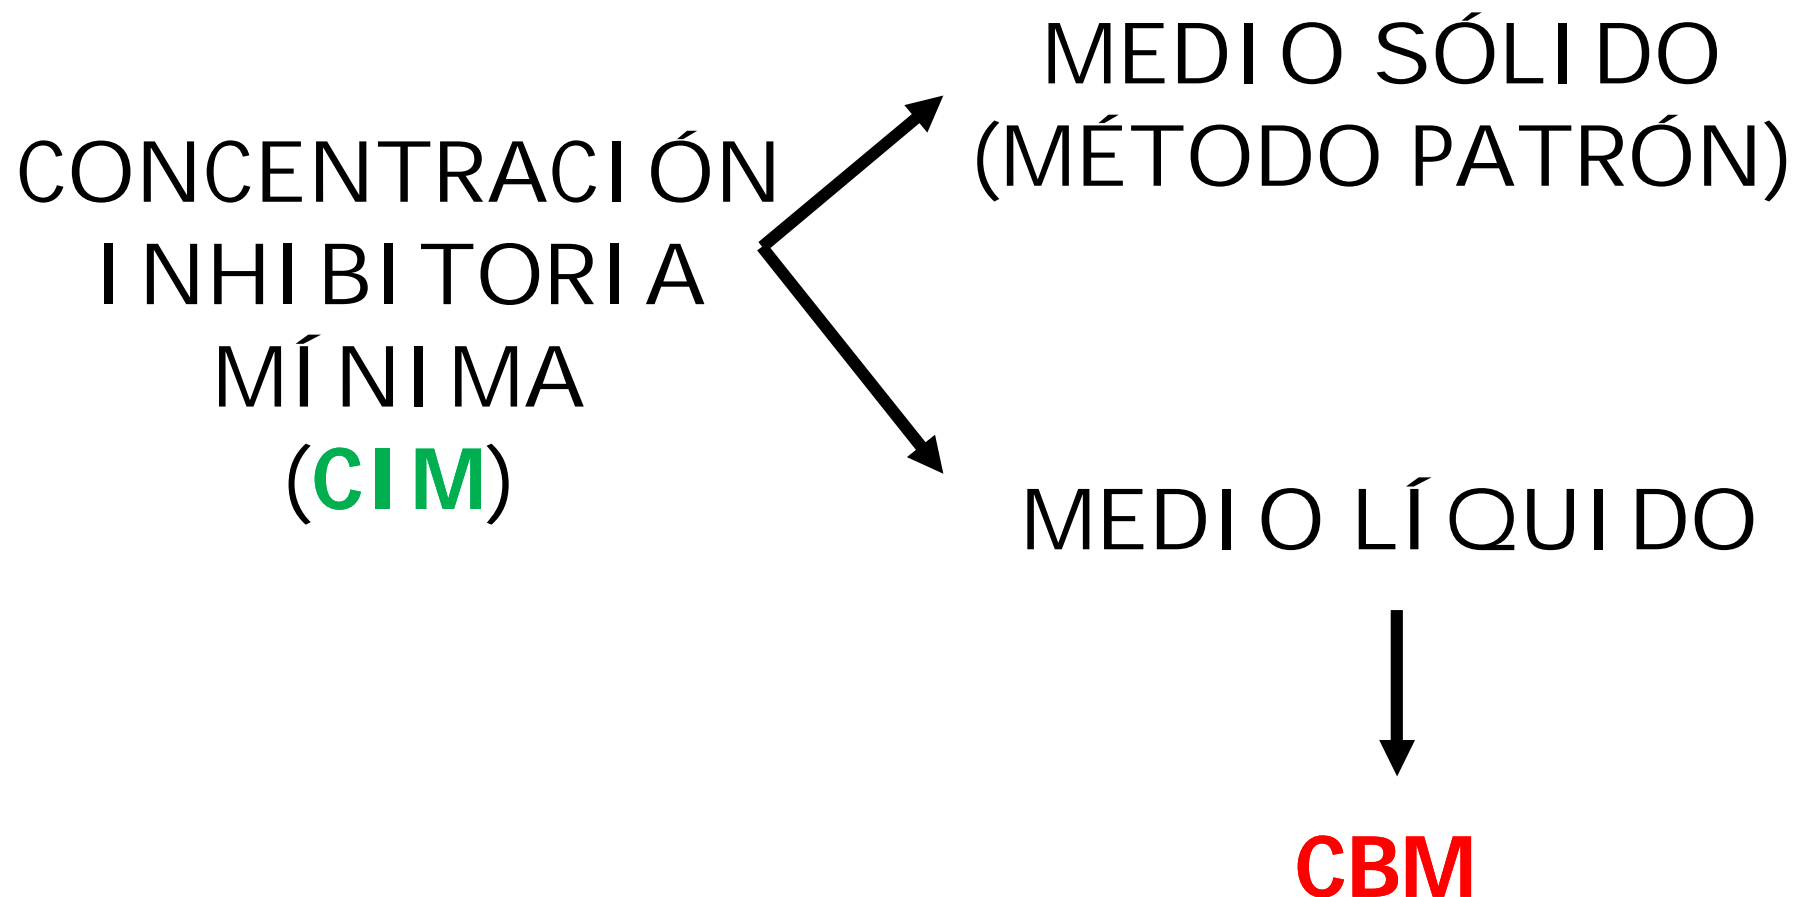 CONCENTRACIÓN
INHIBITORIA
MÍNIMA
(CIM)
MEDIO SÓLIDO
(MÉTODO PATRÓN)
MEDIO LÍQUIDO
CBM